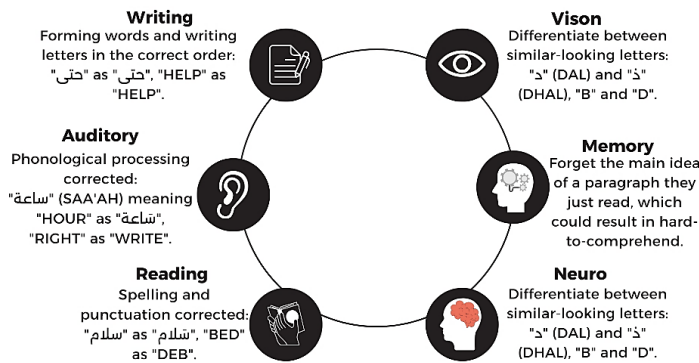 Writing
Forming words and writing
letters in the correct order:
"حتى" as "حتى", "HELP" as
"HELP".
Vison
Differentiate between
similar-looking letters:
"د" (DAL) and "ذ"
(DHAL), "B" and "D".
Auditory
Phonological processing
corrected:
"ساعة" (SAA'AH) meaning
"HOUR" as "شاعة",
"RIGHT" as "WRITE".
Memory
Forget the main idea
of a paragraph they
just read, which
could result in hard-
to-comprehend.
Reading
Spelling and
punctuation corrected:
"سلام" as "شلام", "BED"
as "DEB".
Neuro
Differentiate between
similar-looking letters:
"د" (DAL) and "ذ"
(DHAL), "B" and "D".